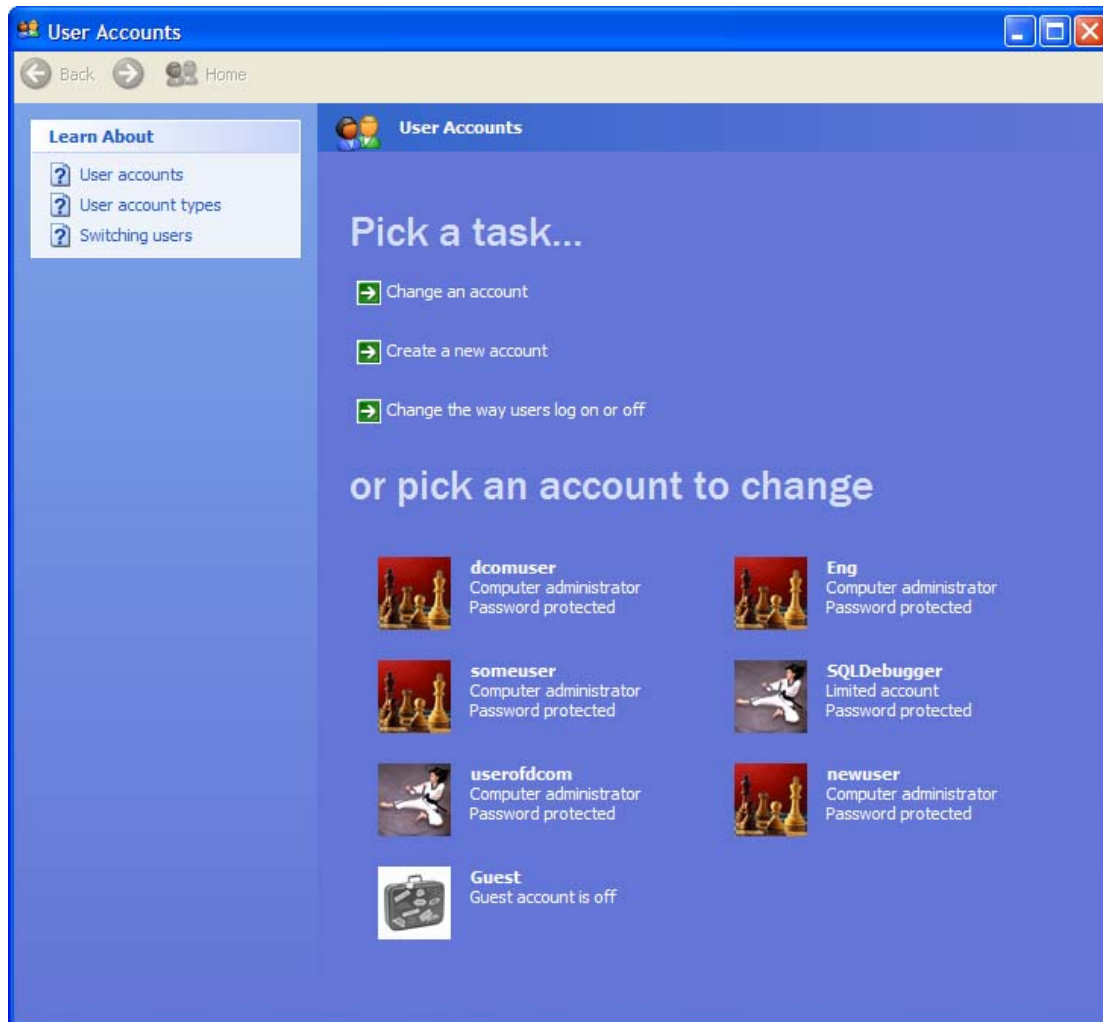 User Accounts
Back
Home
Learn About
User accounts
User account types
Switching users
User Accounts
Pick a task...
Change an account
Create a new account
Change the way users log on or off
or pick an account to change
dcomuser
Computer administrator
Password protected
Eng
Computer administrator
Password protected
someuser
Computer administrator
Password protected
SQLDebugger
Limited account
Password protected
userofdcom
Computer administrator
Password protected
newuser
Computer administrator
Password protected
Guest
Guest account is off